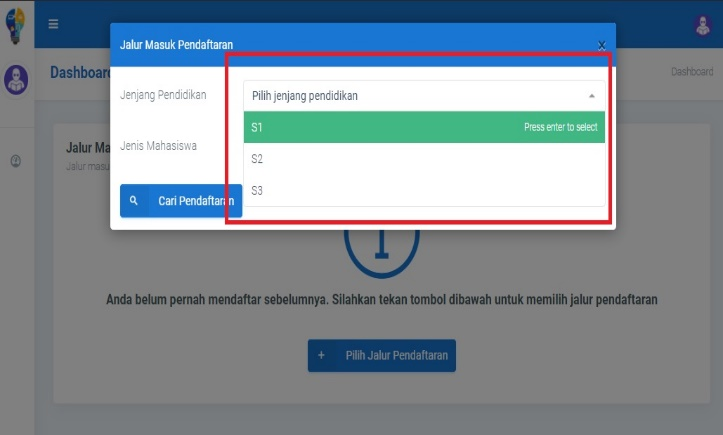 Jalur Masuk Pendaftaran
x
Dashboar
Dashboard
Jenjang Pendidikan
Pilih jenjang pendidikan
S1
Press enter to select
Jalur Ma
Jenis Mahasiswa
S2
Jalur masu
S3
Cari Pendaftaran
Anda belum pernah mendaftar sebelumnya. Silahkan tekan tombol dibawah untuk memilih jalur pendaftaran
+ Pilih Jalur Pendaftaran